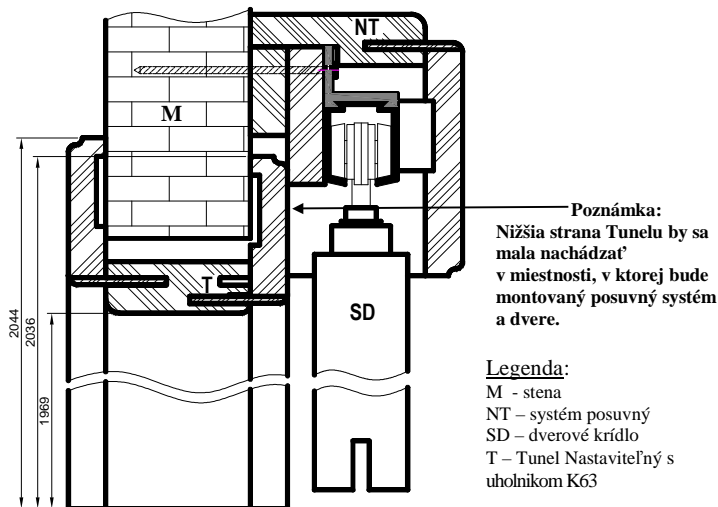 NT
M
Poznámka:
Nižšia strana Tunelu by sa
mala nachádzať
v miestnosti, v ktorej bude
montovaný posuvný systém
a dvere.
T
SD
2044
2036
1969
Legenda:
M - stena
NT – systém posuvný
SD – dverové krídlo
T – Tunel Nastaviteľný s
uholnikom K63